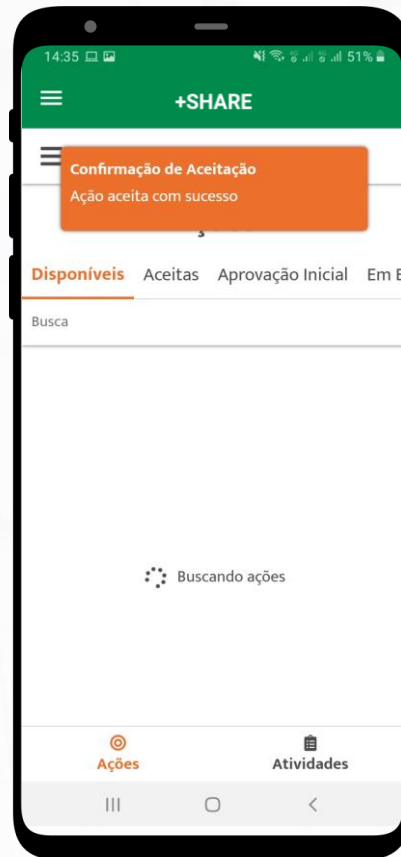 14:35 51%
+SHARE
Confirmação de Aceitação
Ação aceita com sucesso
Disponíveis Aceitas Aprovação Inicial Em E
Busca
Buscando ações
Ações Atividades